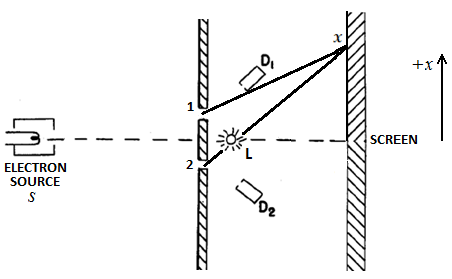 x
D1
+x
1
SCREEN
L
2
ELECTRON
SOURCE
S
D2